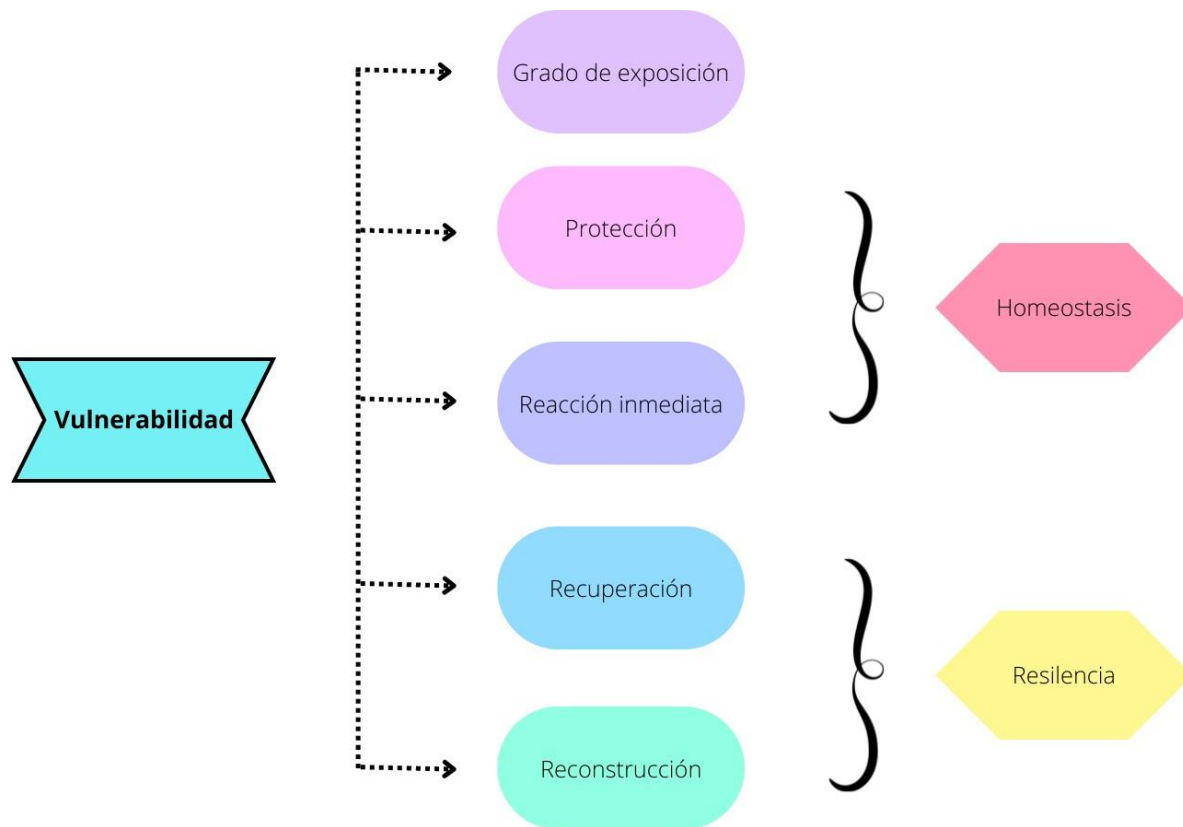 Grado de exposición
Protección
Homeostasis
Reacción inmediata
Vulnerabilidad
Recuperación
Resilencia
Reconstrucción